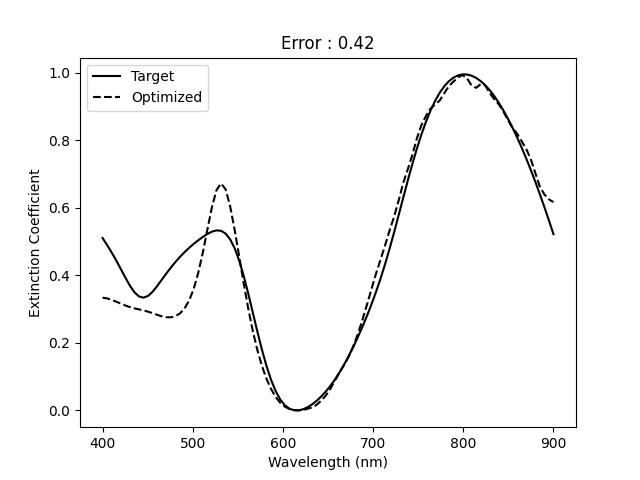 Error : 0.42
Target
Optimized
1.0
0.8
0.6
0.4
0.2
0.0
Extinction Coefficient
400 500 600 700 800 900
Wavelength (nm)